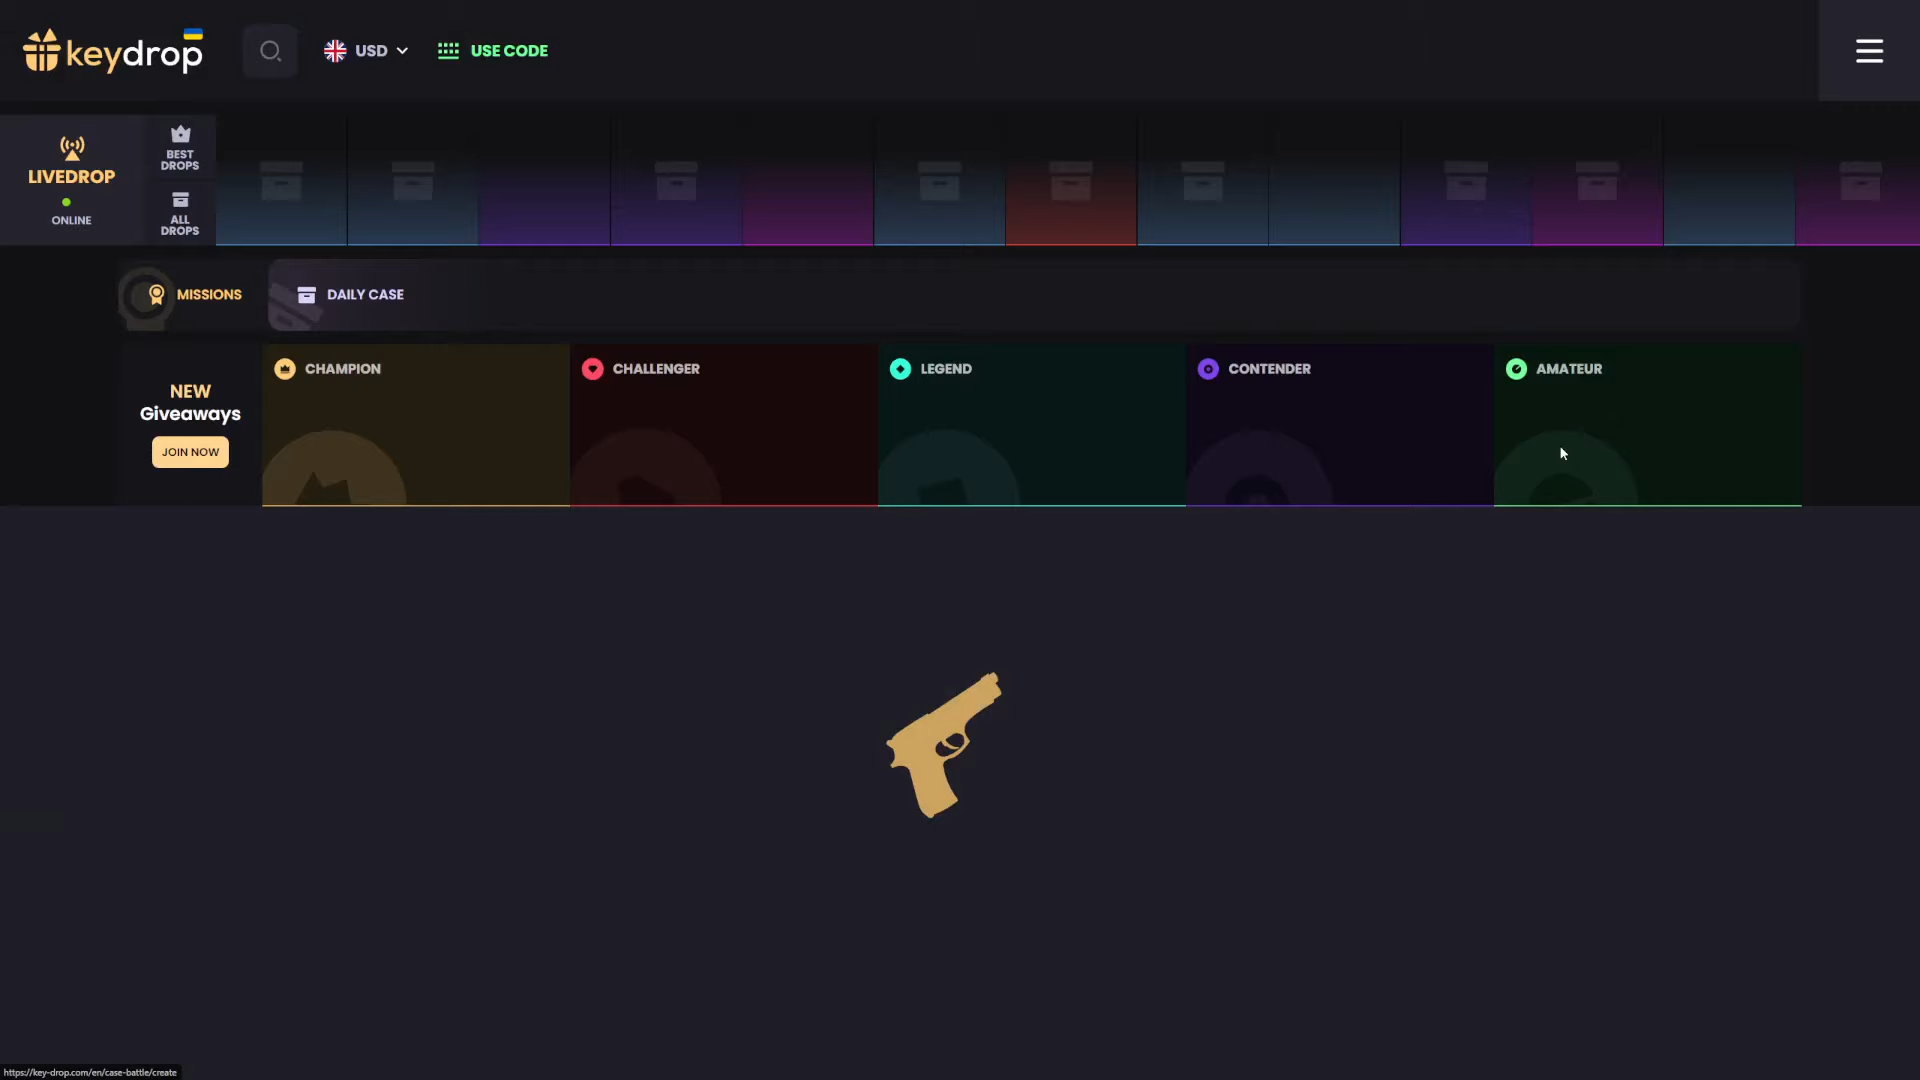 keydrop
USD
USE CODE
LIVEDROP
ONLINE
BEST
DROPS
ALL
DROPS
MISSIONS
DAILY CASE
NEW
Giveaways
JOIN NOW
CHAMPION
CHALLENGER
LEGEND
CONTENDER
AMATEUR
https://key-drop.com/en/case-battle/create